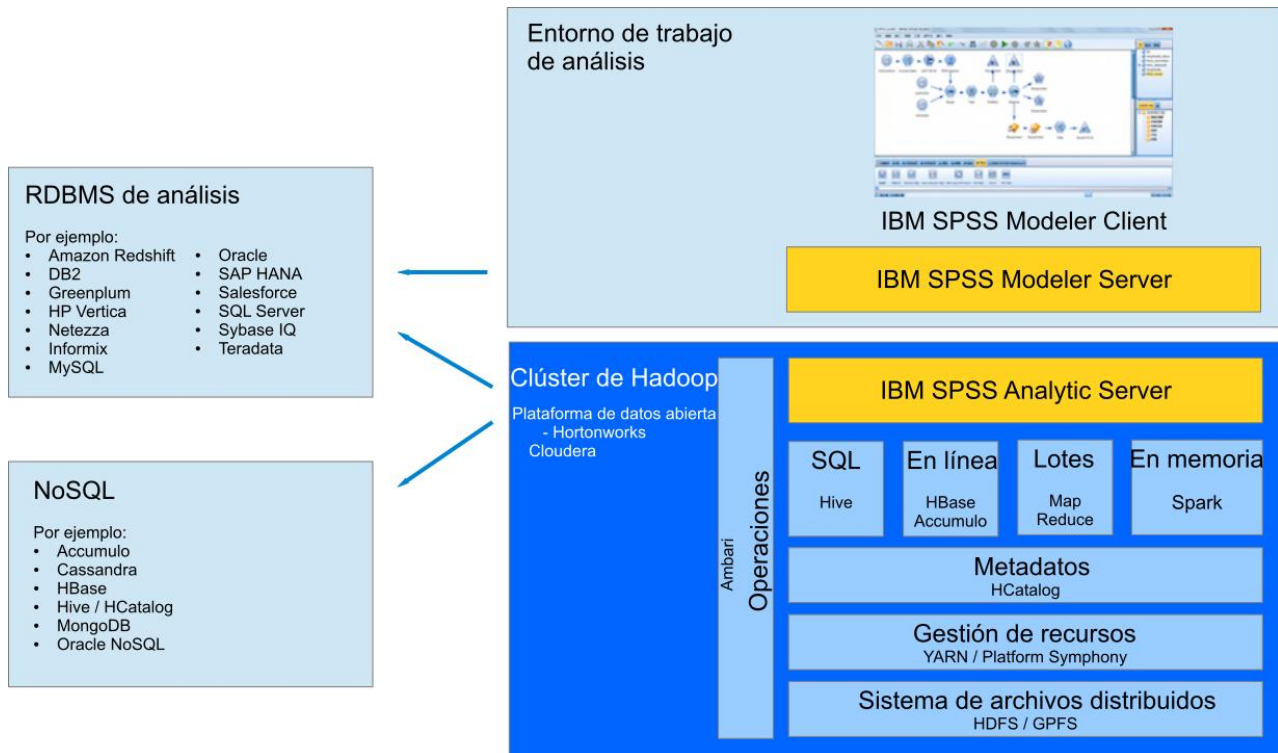 Entorno de trabajo
de análisis
IBM SPSS Modeler Client
IBM SPSS Modeler Server
RDBMS de análisis
Por ejemplo:
• Amazon Redshift
• DB2
• Greenplum
• HP Vertica
• Netezza
• Informix
• MySQL
• Oracle
• SAP HANA
• Salesforce
• SQL Server
• Sybase IQ
• Teradata
NoSQL
Por ejemplo:
• Accumulo
• Cassandra
• HBase
• Hive / HCatalog
• MongoDB
• Oracle NoSQL
Clúster de Hadoop
Plataforma de datos abierta
- Hortonworks
Cloudera
Ambari
Operaciones
IBM SPSS Analytic Server
SQL
Hive
En línea
HBase
Accumulo
Lotes
Map
Reduce
En memoria
Spark
Metadatos
HCatalog
Gestión de recursos
YARN / Platform Symphony
Sistema de archivos distribuidos
HDFS / GPFS